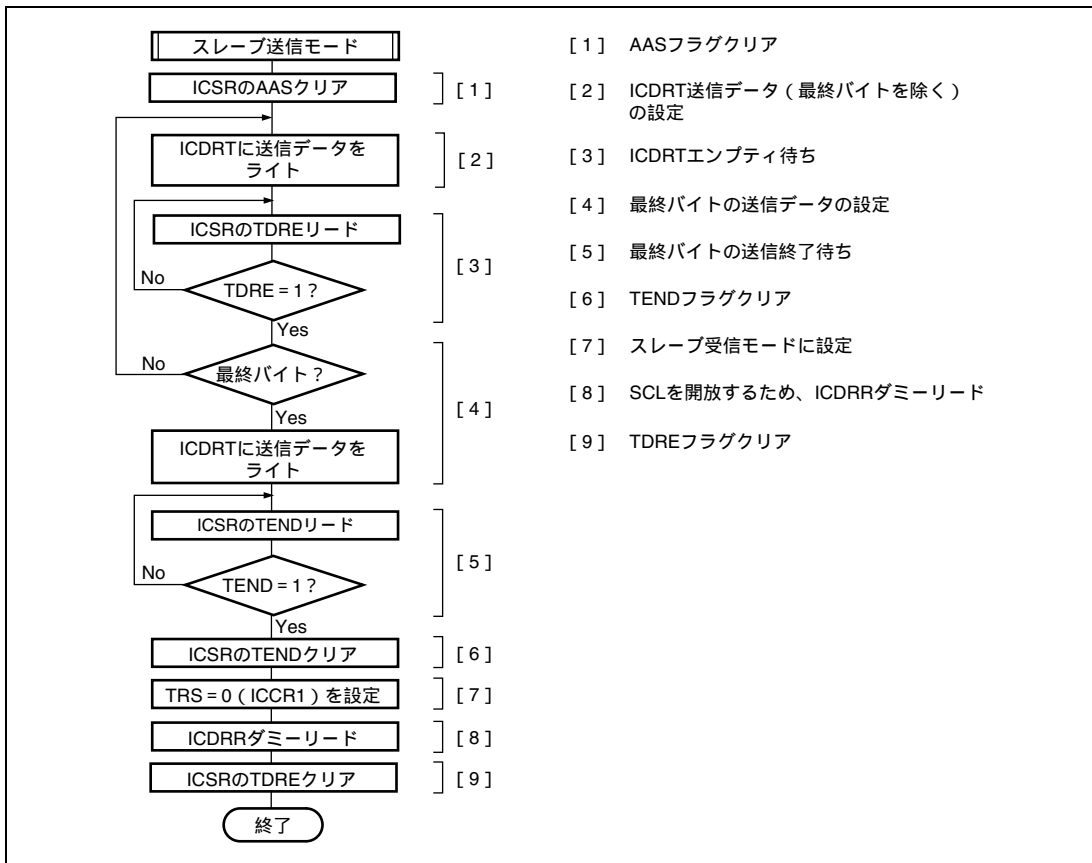 スレーブ送信モード
ICSRのAASクリア
[ 1 ]
ICDRTに送信データを
ライト
[ 2 ]
ICSRのTDREリード
[ 3 ]
No
TDRE = 1 ?
Yes
No
最終バイト ?
[ 4 ]
Yes
ICDRTに送信データを
ライト
ICSRのTENDリード
[ 5 ]
No
TEND = 1 ?
Yes
ICSRのTENDクリア
[ 6 ]
TRS = 0 ( ICCR1 ) を設定
[ 7 ]
ICDRRダミーリード
[ 8 ]
ICSRのTDREクリア
[ 9 ]
終了
[ 1 ] AASフラグクリア
[ 2 ] ICDRT送信データ ( 最終バイトを除く )
の設定
[ 3 ] ICDRTエンプティ待ち
[ 4 ] 最終バイトの送信データの設定
[ 5 ] 最終バイトの送信終了待ち
[ 6 ] TENDフラグクリア
[ 7 ] スレーブ受信モードに設定
[ 8 ] SCLを開放するため、ICDRRダミーリード
[ 9 ] TDREフラグクリア